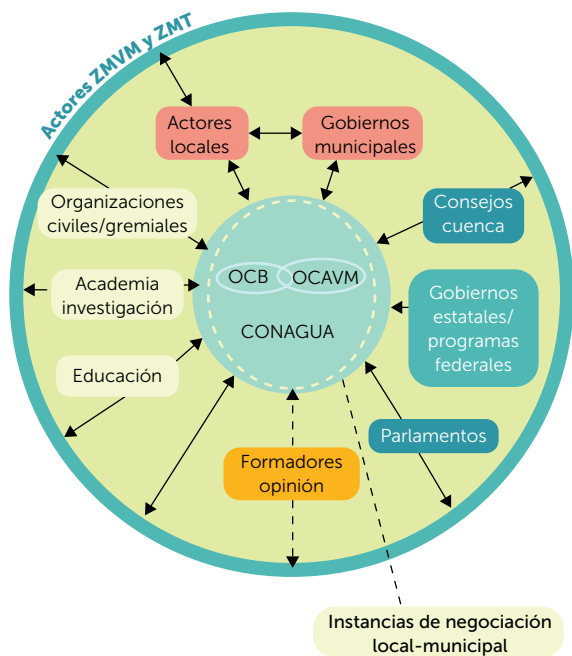 Actores ZMVM y ZMT
Actores
locales
Gobiernos
municipales
Organizaciones
civiles/gremiales
Consejos
cuenca
Academia
investigación
OCB
OCAVM
CONAGUA
Gobiernos
estatales/
programas
federales
Educación
Parlamentos
Formadores
opinión
Instancias de negociación
local-municipal